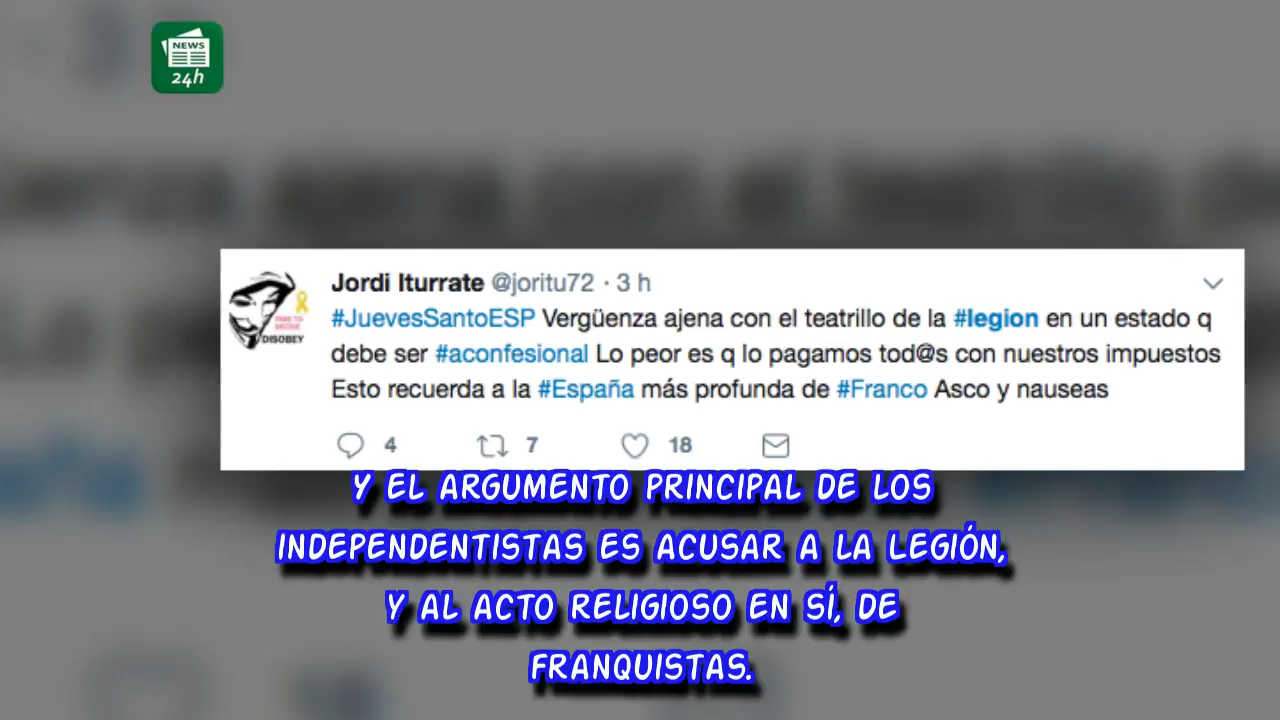 NEWS
24h
Jordi Iturrate @joritu72 · 3 h
#JuevesSantoESP Vergüenza ajena con el teatrillo de la #legion en un estado q
debe ser #aconfesional Lo peor es q lo pagamos tod@s con nuestros impuestos
Esto recuerda a la #España más profunda de #Franco Asco y nauseas
DISOBEY
4 7 18
Y EL ARGUMENTO PRINCIPAL DE LOS
INDEPENDENTISTAS ES ACUSAR A LA LEGIÓN,
Y AL ACTO RELIGIOSO EN SÍ, DE
FRANQUISTAS.